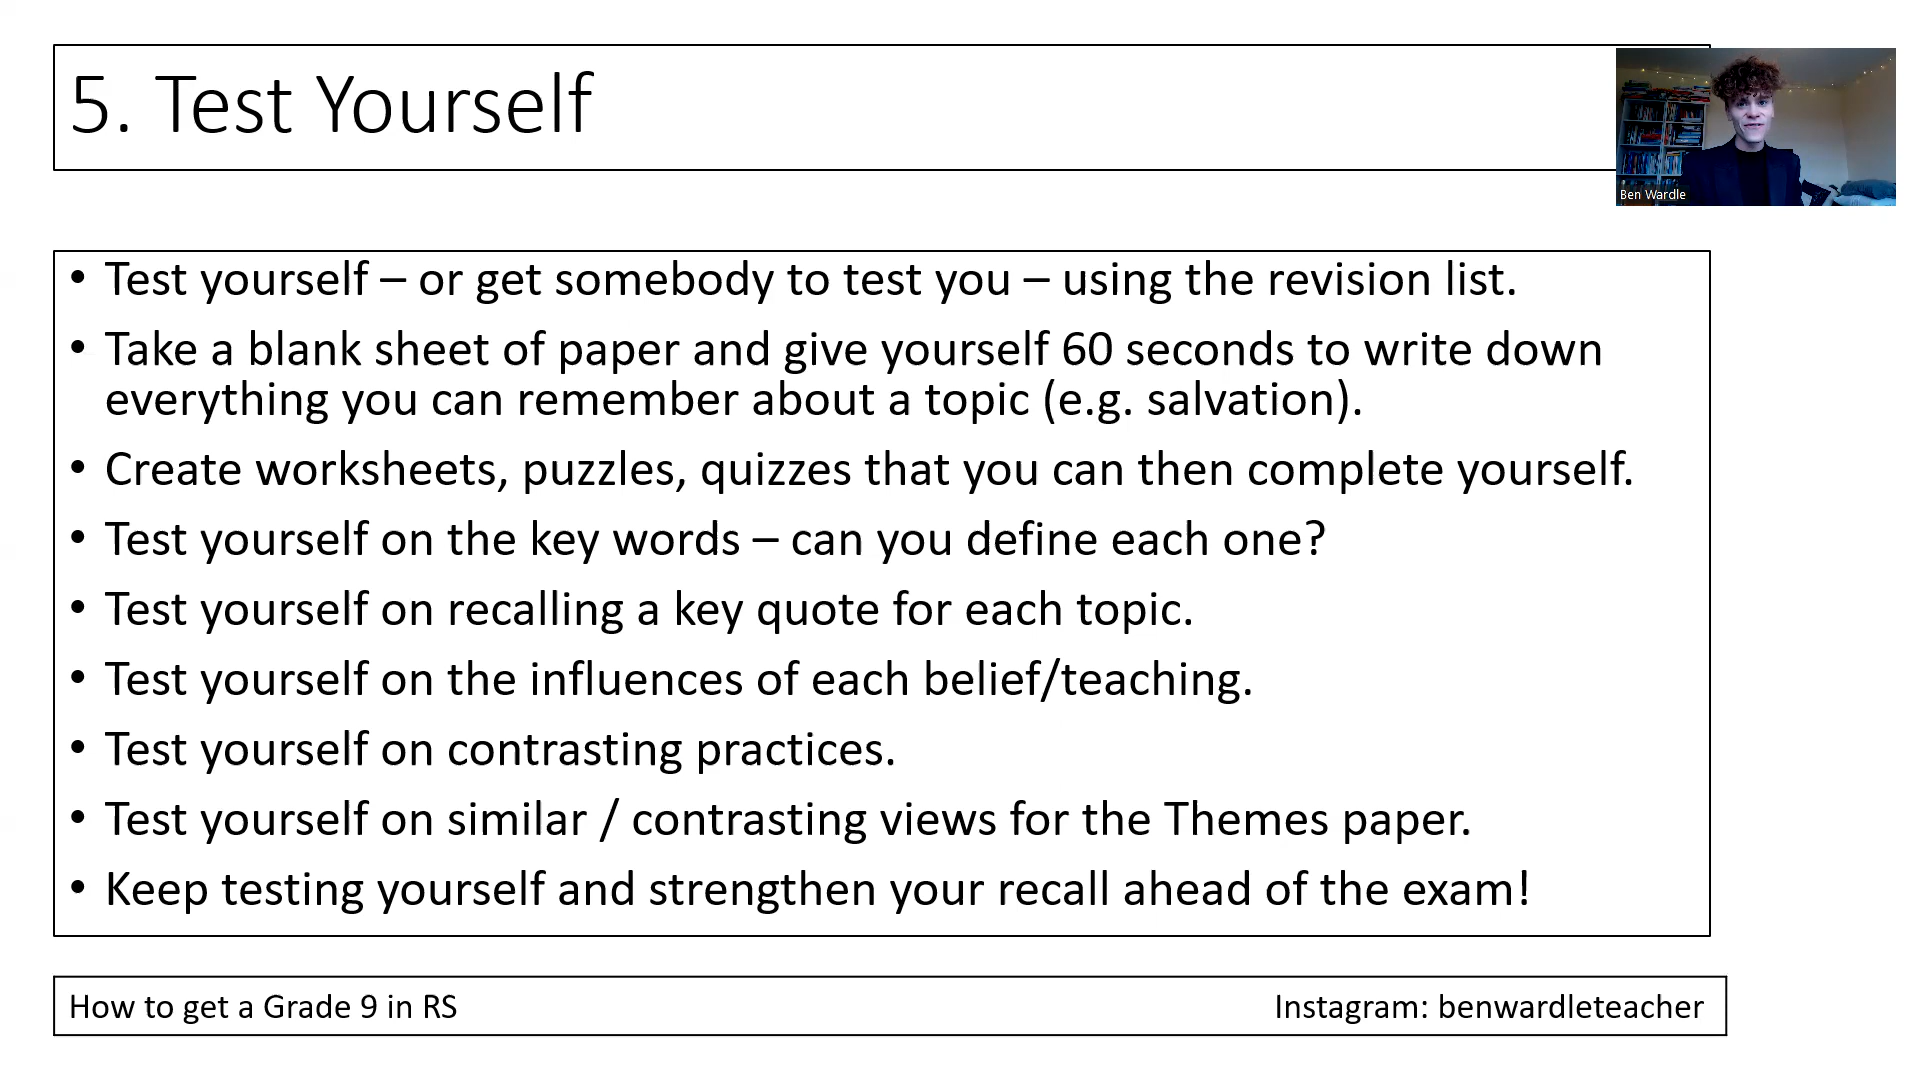 5. Test Yourself
Ben Wardle
• Test yourself – or get somebody to test you – using the revision list.
• Take a blank sheet of paper and give yourself 60 seconds to write down
everything you can remember about a topic (e.g. salvation).
• Create worksheets, puzzles, quizzes that you can then complete yourself.
• Test yourself on the key words – can you define each one?
• Test yourself on recalling a key quote for each topic.
• Test yourself on the influences of each belief/teaching.
• Test yourself on contrasting practices.
• Test yourself on similar / contrasting views for the Themes paper.
• Keep testing yourself and strengthen your recall ahead of the exam!
How to get a Grade 9 in RS
Instagram: benwardleteacher